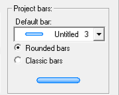 Project bars:
Default bar:
Untitled 3
Rounded bars
Classic bars